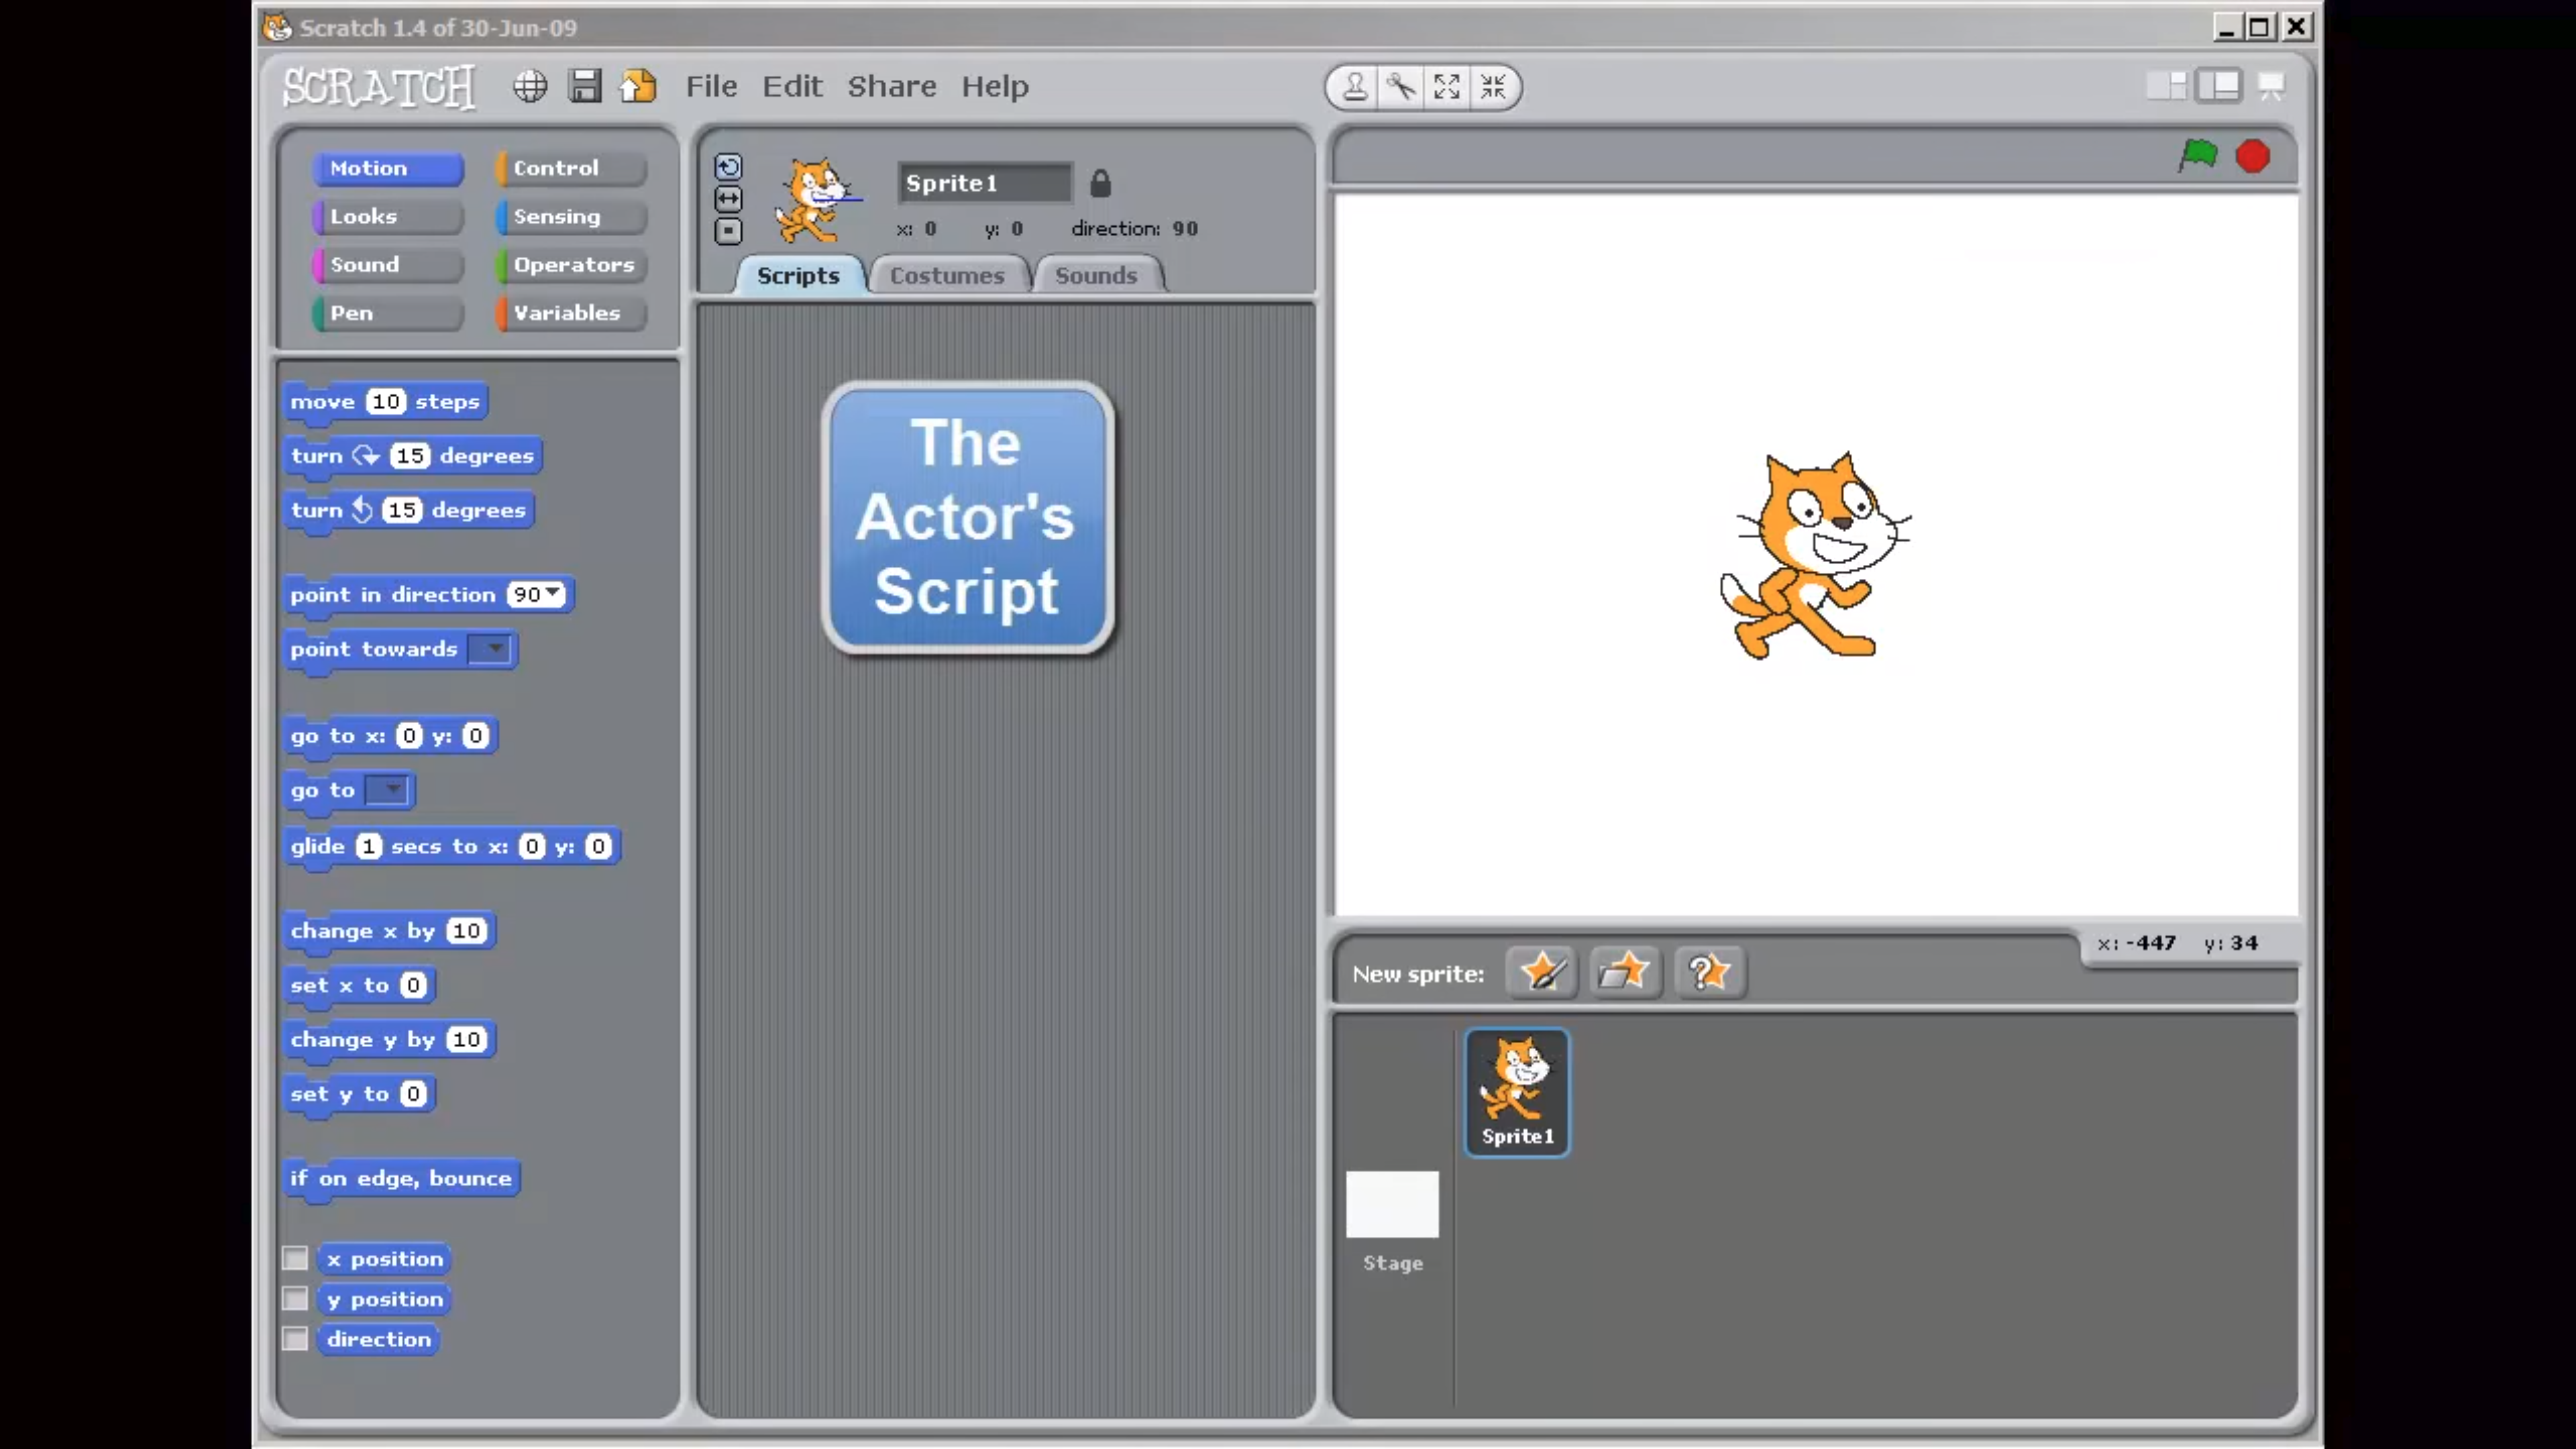 Scratch 1.4 of 30-Jun-09
SCRATCH
File Edit Share Help
Motion Control
Looks Sensing
Sound Operators
Pen Variables
Sprite1
x: 0 y: 0 direction: 90
Scripts Costumes Sounds
move 10 steps
turn 15 degrees
turn 15 degrees
point in direction 90
point towards
go to x: 0 y: 0
go to
glide 1 secs to x: 0 y: 0
change x by 10
set x to 0
change y by 10
set y to 0
if on edge, bounce
x position
y position
direction
The
Actor's
Script
x: -447 y: 34
New sprite:
Sprite1
Stage